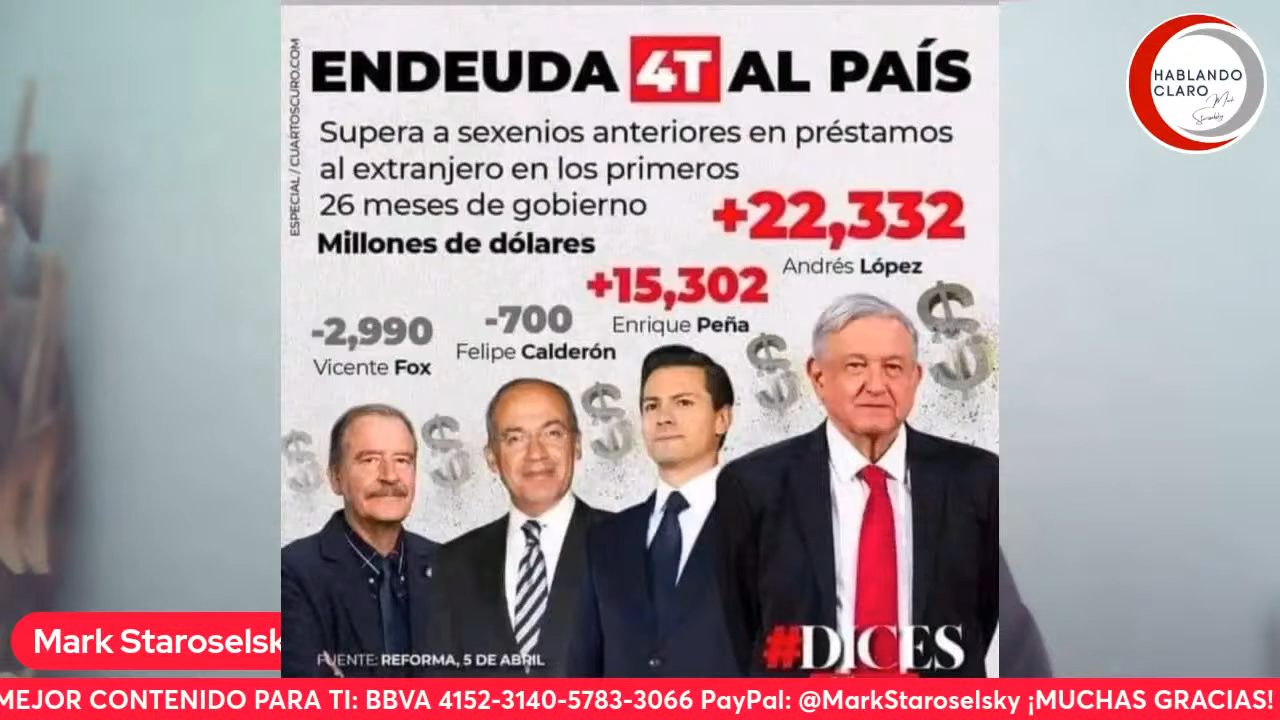 ENDEUDA 4T AL PAÍS
Supera a sexenios anteriores en préstamos
al extranjero en los primeros
26 meses de gobierno
Millones de dólares
+22,332
Andrés López
+15,302
Enrique Peña
-700
Felipe Calderón
-2,990
Vicente Fox
ESPECIAL / CUARTOSCURO.COM
FUENTE: REFORMA, 5 DE ABRIL
#DICES
HABLANDO
CLARO
Mark
Staroselsky
Mark Staroselsk
MEJOR CONTENIDO PARA TI: BBVA 4152-3140-5783-3066 PayPal: @MarkStaroselsky ¡MUCHAS GRACIAS!